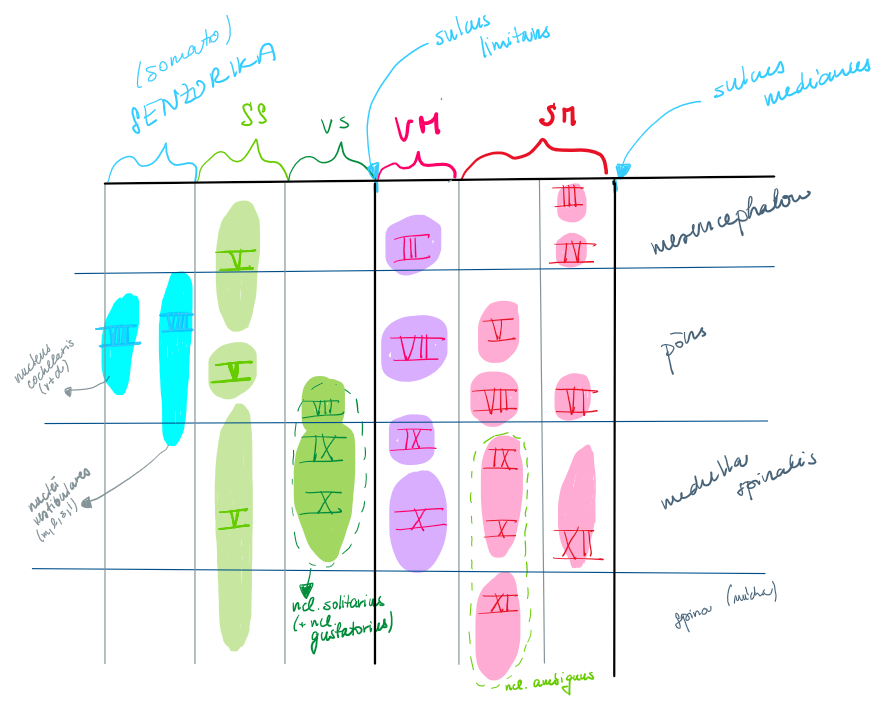 (somato)
SENZORIKA
sulcus
limitans
sulcus
medianus
SS
VS
VM
SM
mesencephalon
III
V
III
IV
VIII
VIII
V
VII
V
pons
nucleus
cochlearis
V
VII
VII
VI
IX
IX
IX
medulla
spinalis
X
X
X
V
XII
nuclei
vestibulares
(m, l, s, i)
ncl. solitarius
(+ ncl.
gustatorius)
XI
spina (mícha)
ncl. ambiguus